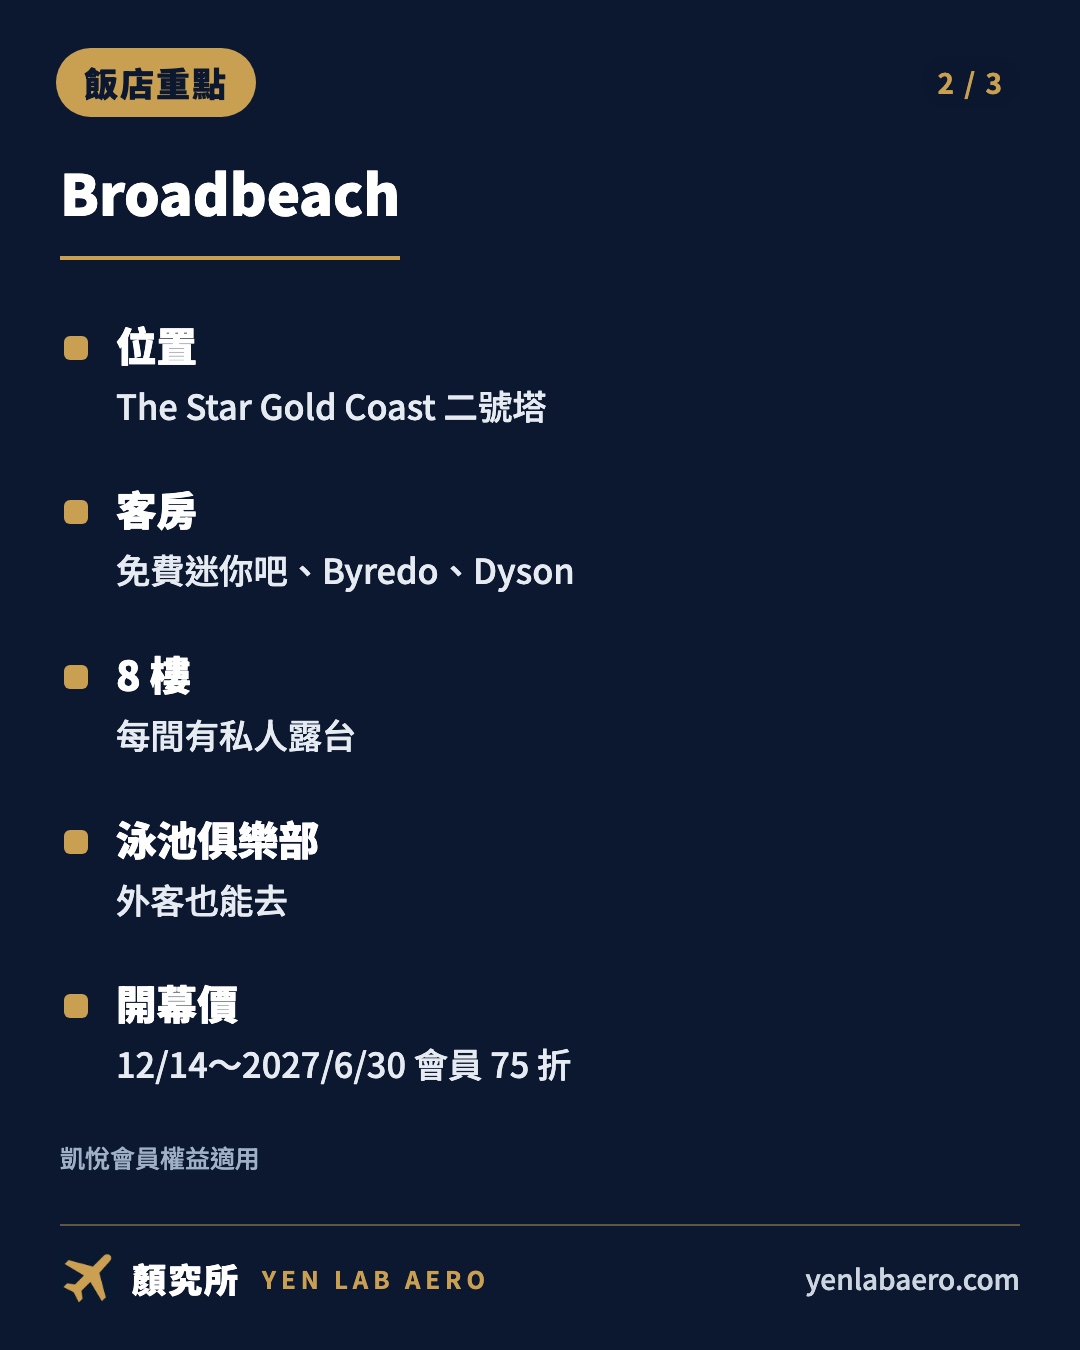 飯店重點
2 / 3
Broadbeach
位置
The Star Gold Coast 二號塔
客房
免費迷你吧、Byredo、Dyson
8 樓
每間有私人露台
泳池俱樂部
外客也能去
開幕價
12/14～2027/6/30 會員 75 折
凱悅會員權益適用
顏究所 YEN LAB AERO
yenlabaero.com